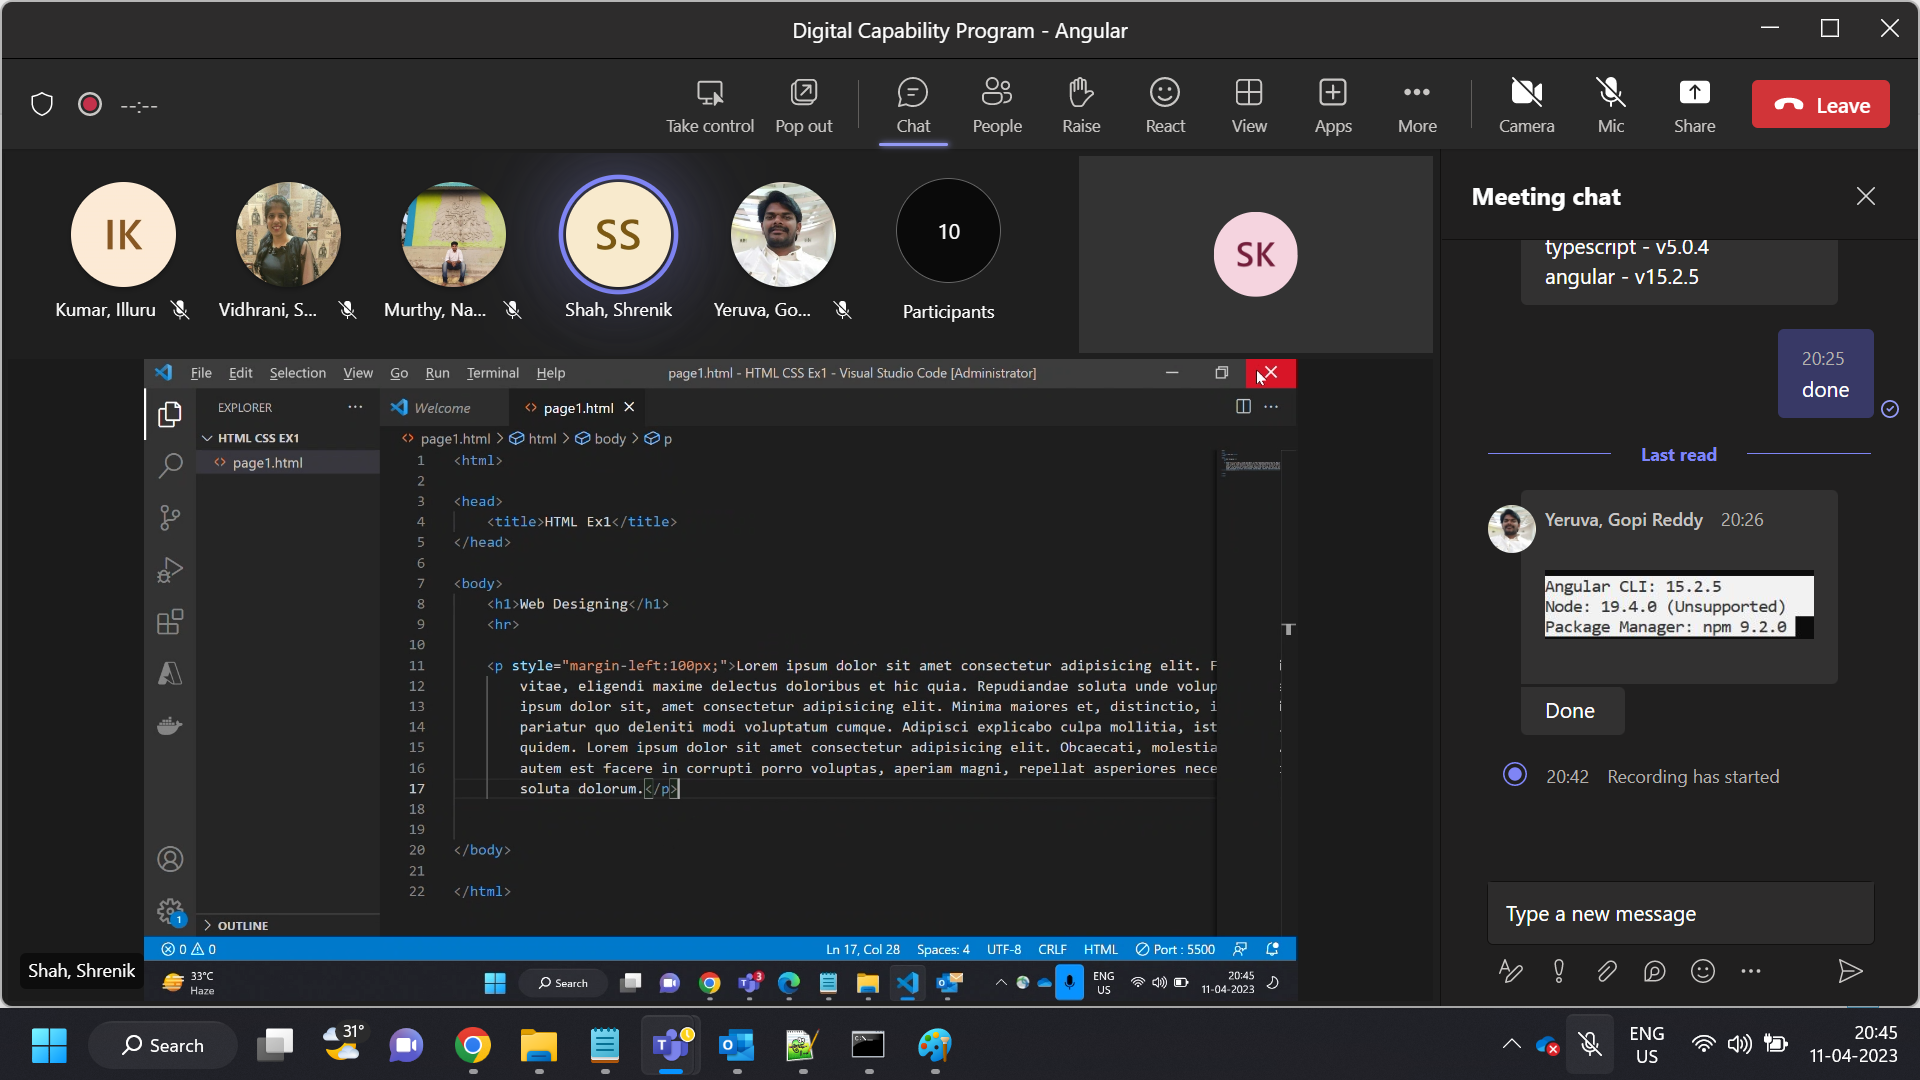 Digital Capability Program - Angular
--:--
Take control
Pop out
Chat
People
Raise
React
View
Apps
More
Camera
Mic
Share
Leave
IK
SS
10
SK
Kumar, Illuru
Vidhrani, S...
Murthy, Na...
Shah, Shrenik
Yeruva, Go...
Participants
Meeting chat
typescript - v5.0.4
angular - v15.2.5
20:25
done
Last read
Yeruva, Gopi Reddy 20:26
Angular CLI: 15.2.5
Node: 19.4.0 (Unsupported)
Package Manager: npm 9.2.0
Done
20:42 Recording has started
Type a new message
File Edit Selection View Go Run Terminal Help
page1.html - HTML CSS Ex1 - Visual Studio Code [Administrator]
EXPLORER
HTML CSS EX1
page1.html
OUTLINE
Welcome
page1.html
page1.html > html > body > p
1 <html>
2
3 <head>
4 <title>HTML Ex1</title>
5 </head>
6
7 <body>
8 <h1>Web Designing</h1>
9 <hr>
10
11 <p style="margin-left:100px;">Lorem ipsum dolor sit amet consectetur adipisicing elit. F
12 vitae, eligendi maxime delectus doloribus et hic quia. Repudiandae soluta unde volup
13 ipsum dolor sit, amet consectetur adipisicing elit. Minima maiores et, distinctio, i
14 pariatur quo deleniti modi voluptatum cumque. Adipisci explicabo culpa mollitia, ist
15 quidem. Lorem ipsum dolor sit amet consectetur adipisicing elit. Obcaecati, molestia
16 autem est facere in corrupti porro voluptas, aperiam magni, repellat asperiores nece
17 soluta dolorum.</p>
18
19
20 </body>
21
22 </html>
1
0 0
Ln 17, Col 28 Spaces: 4 UTF-8 CRLF HTML Port : 5500
Shah, Shrenik
33°C
Haze
Search
3
ENG
US
20:45
11-04-2023
Search
31°
ENG
US
20:45
11-04-2023